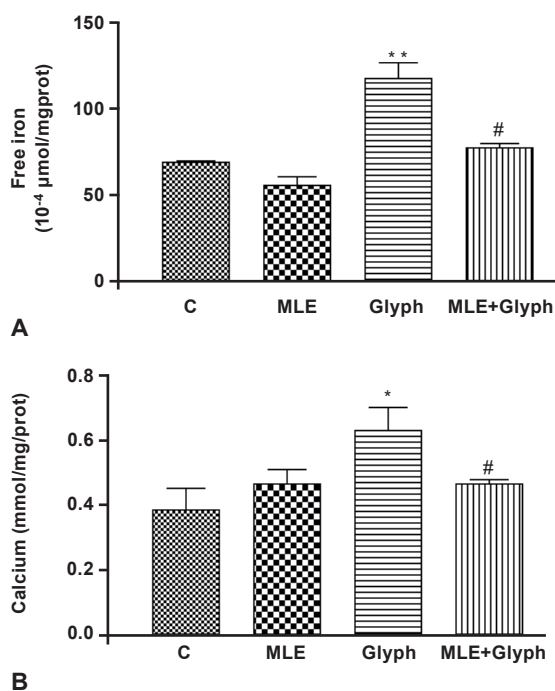 150
100
50
0
Free iron
(10⁻⁴ µmol/mgprot)
**
#
C MLE Glyph MLE+Glyph
A
0.8
0.6
0.4
0.2
0.0
Calcium (mmol/mg/prot)
*
#
C MLE Glyph MLE+Glyph
B